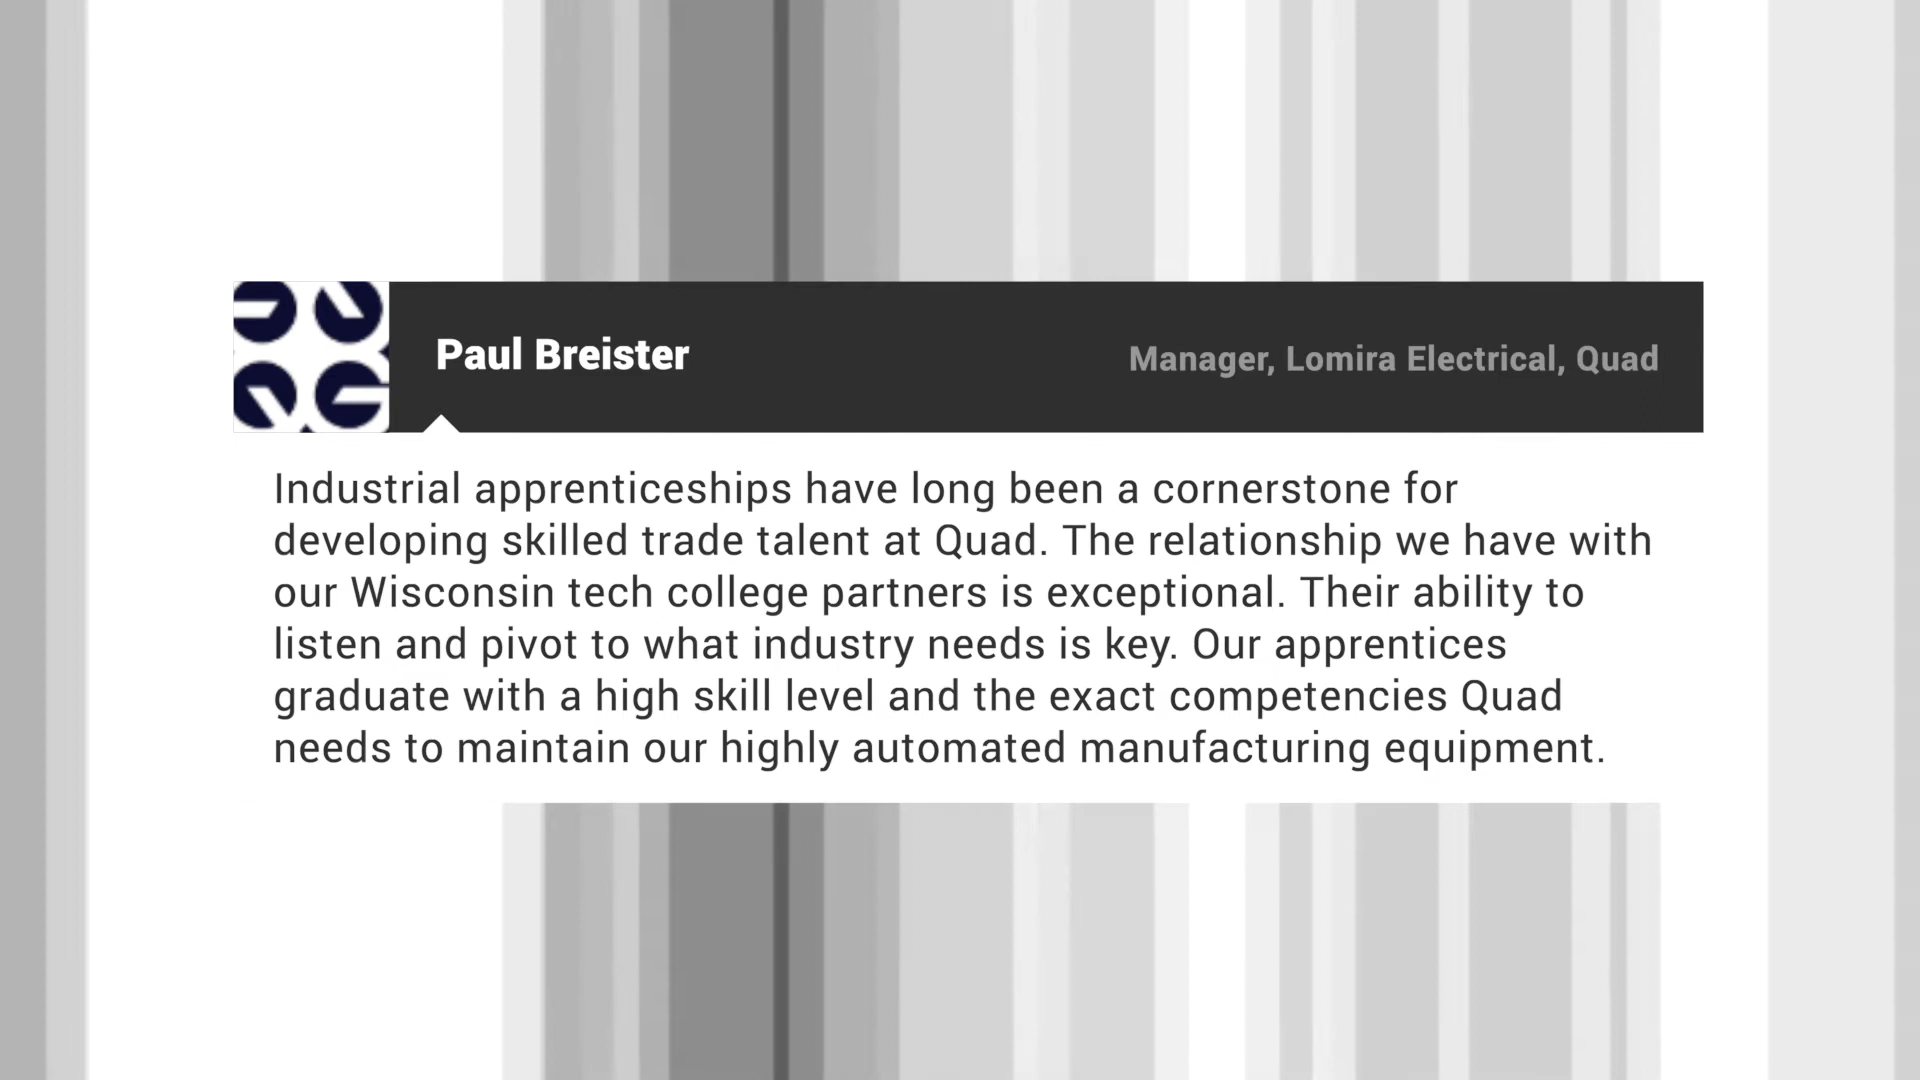 Paul Breister
Manager, Lomira Electrical, Quad
Industrial apprenticeships have long been a cornerstone for
developing skilled trade talent at Quad. The relationship we have with
our Wisconsin tech college partners is exceptional. Their ability to
listen and pivot to what industry needs is key. Our apprentices
graduate with a high skill level and the exact competencies Quad
needs to maintain our highly automated manufacturing equipment.